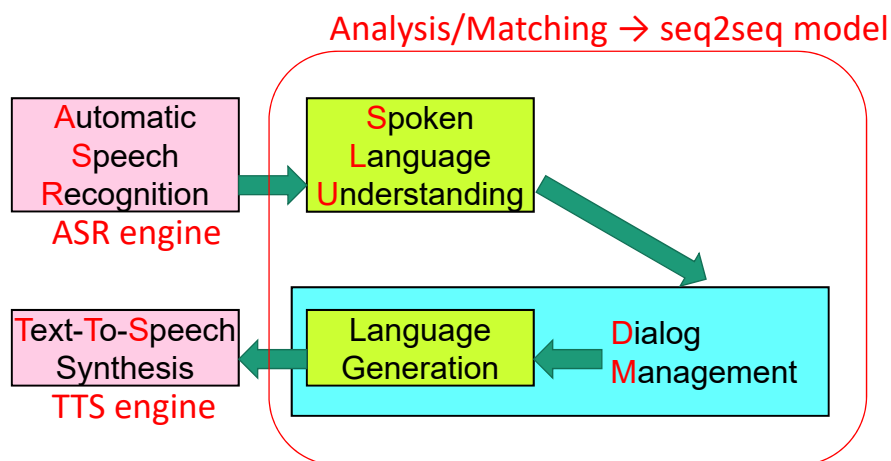 Analysis/Matching → seq2seq model
Automatic
Speech
Recognition
ASR engine
Spoken
Language
Understanding
Text-To-Speech
Synthesis
TTS engine
Language
Generation
Dialog
Management